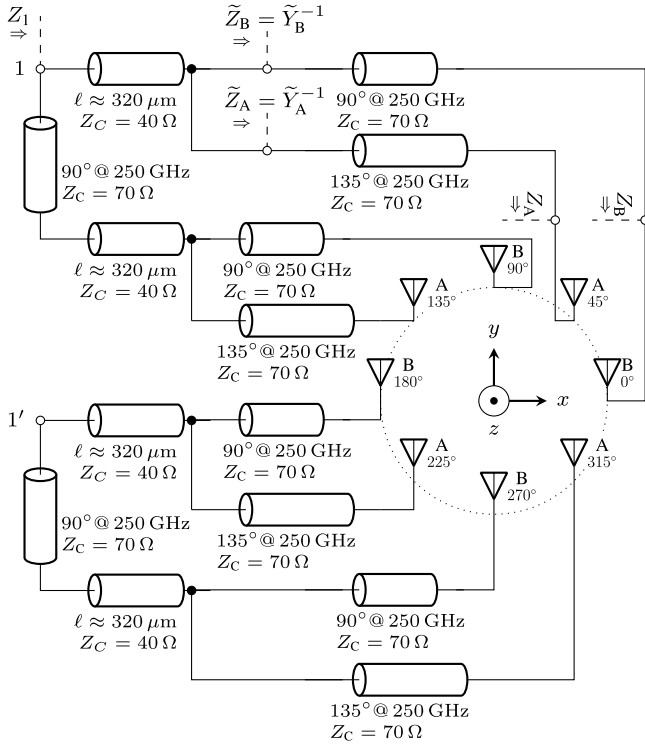 Z₁
⇒
Z̃_B = Ỹ_B⁻¹
⇒
1
ℓ ≈ 320 μm
Z_C = 40 Ω
90°@ 250 GHz
Z_C = 70 Ω
Z̃_A = Ỹ_A⁻¹
⇒
90°@ 250 GHz
Z_C = 70 Ω
135°@ 250 GHz
Z_C = 70 Ω
Z_A
⇒
Z_B
⇒
ℓ ≈ 320 μm
Z_C = 40 Ω
90°@ 250 GHz
Z_C = 70 Ω
135°@ 250 GHz
Z_C = 70 Ω
B
90°
A
135°
A
45°
B
180°
B
0°
y
x
z
A
225°
A
315°
B
270°
1′
ℓ ≈ 320 μm
Z_C = 40 Ω
90°@ 250 GHz
Z_C = 70 Ω
90°@ 250 GHz
Z_C = 70 Ω
135°@ 250 GHz
Z_C = 70 Ω
ℓ ≈ 320 μm
Z_C = 40 Ω
90°@ 250 GHz
Z_C = 70 Ω
135°@ 250 GHz
Z_C = 70 Ω